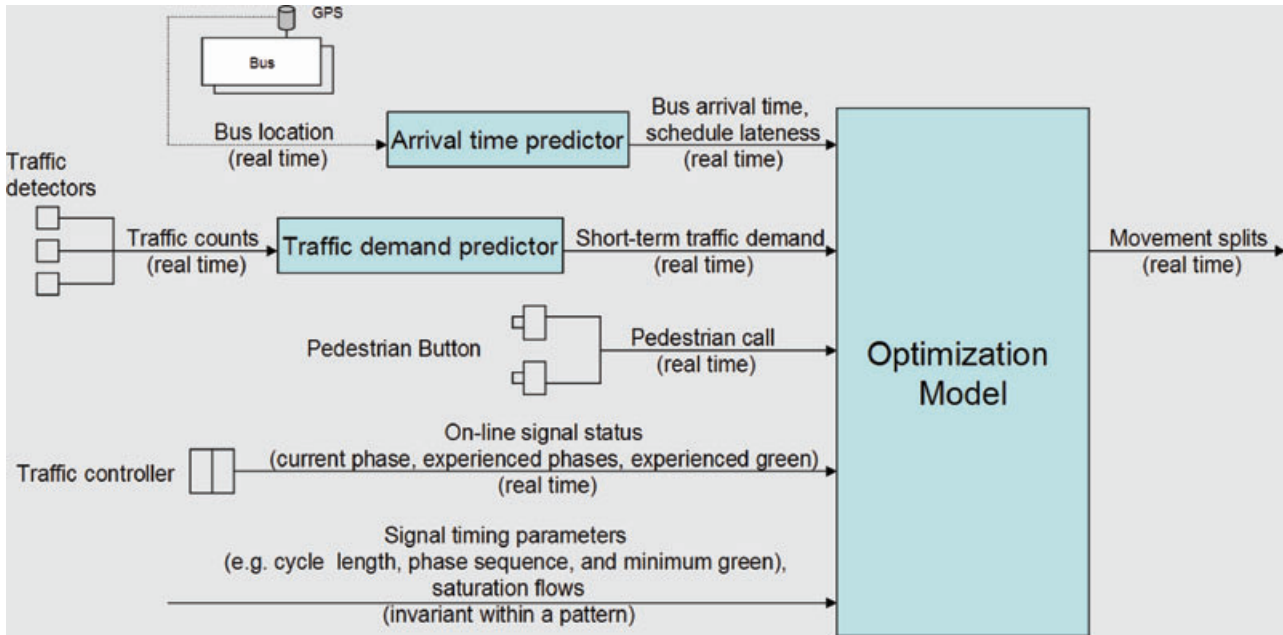 GPS
Bus
Bus location
(real time)
Arrival time predictor
Bus arrival time,
schedule lateness
(real time)
Traffic
detectors
Traffic counts
(real time)
Traffic demand predictor
Short-term traffic demand
(real time)
Movement splits
(real time)
Pedestrian Button
Pedestrian call
(real time)
Optimization
Model
Traffic controller
On-line signal status
(current phase, experienced phases, experienced green)
(real time)
Signal timing parameters
(e.g. cycle length, phase sequence, and minimum green),
saturation flows
(invariant within a pattern)